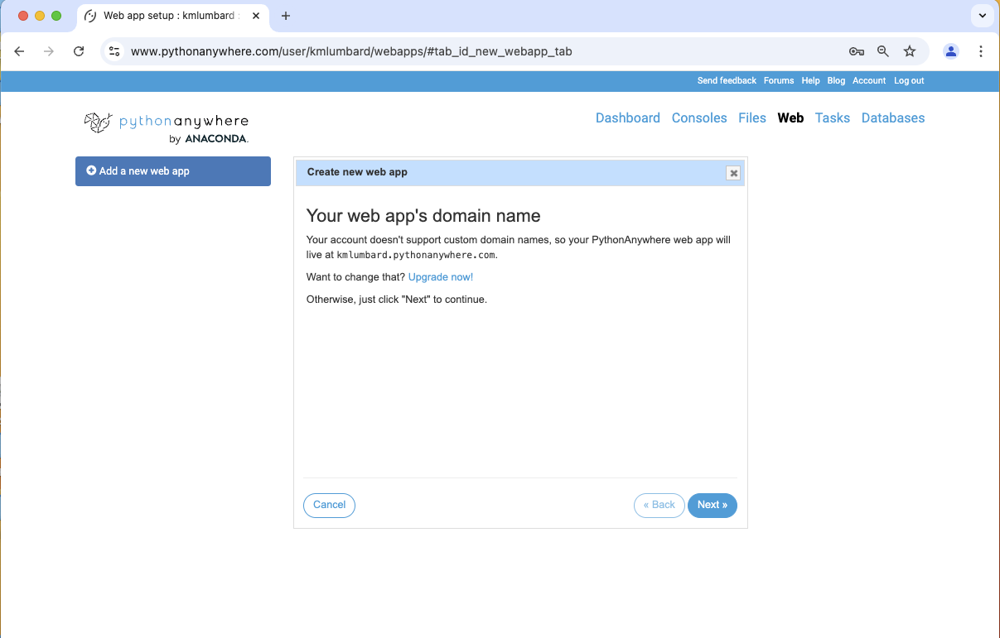 Web app setup : kmlumbard :
www.pythonanywhere.com/user/kmlumbard/webapps/#tab_id_new_webapp_tab
Send feedback Forums Help Blog Account Log out
pythonanywhere
by ANACONDA.
Dashboard Consoles Files Web Tasks Databases
Add a new web app
Create new web app
Your web app's domain name
Your account doesn't support custom domain names, so your PythonAnywhere web app will
live at kmlumbard.pythonanywhere.com.
Want to change that? Upgrade now!
Otherwise, just click "Next" to continue.
Cancel
« Back Next »